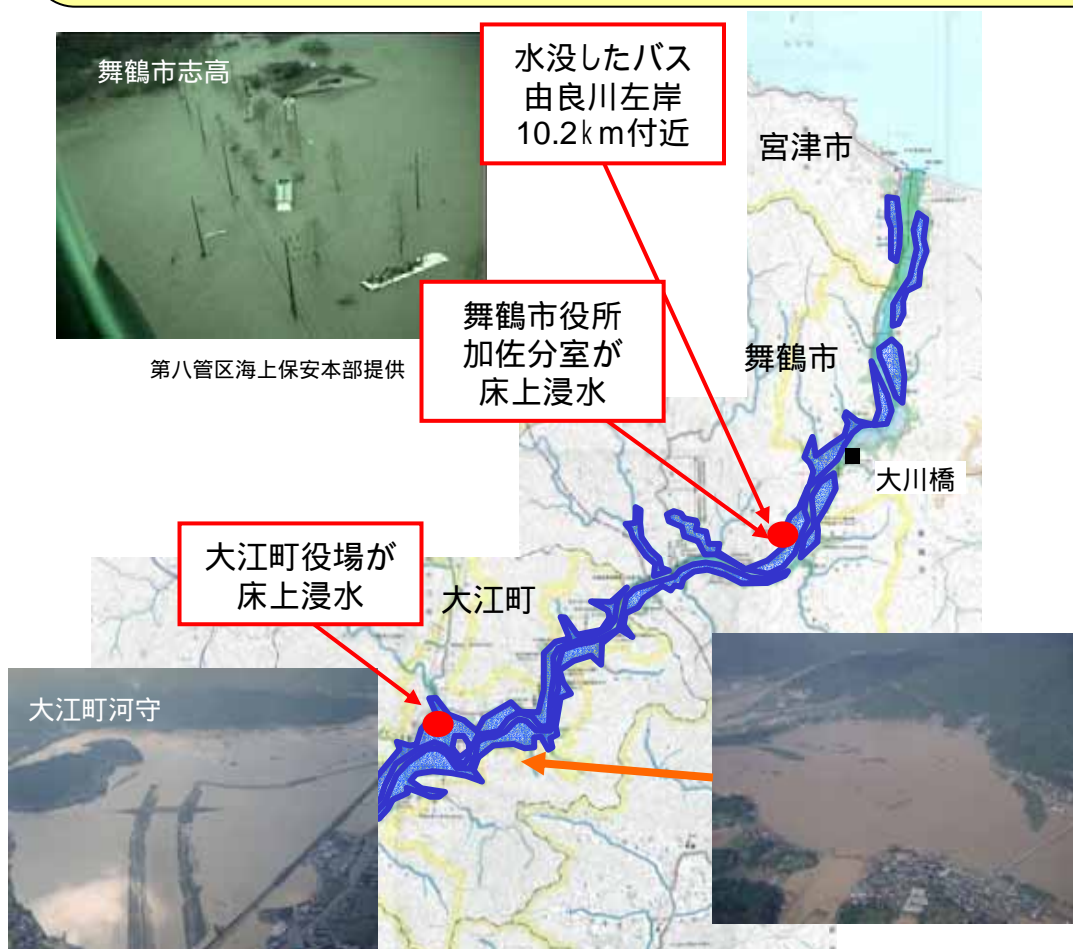 舞鶴市志高
水没したバス
由良川左岸
10.2ｋｍ付近
宮津市
第八管区海上保安本部提供
舞鶴市役所
加佐分室が
床上浸水
舞鶴市
大川橋
大江町役場が
床上浸水
大江町
大江町河守